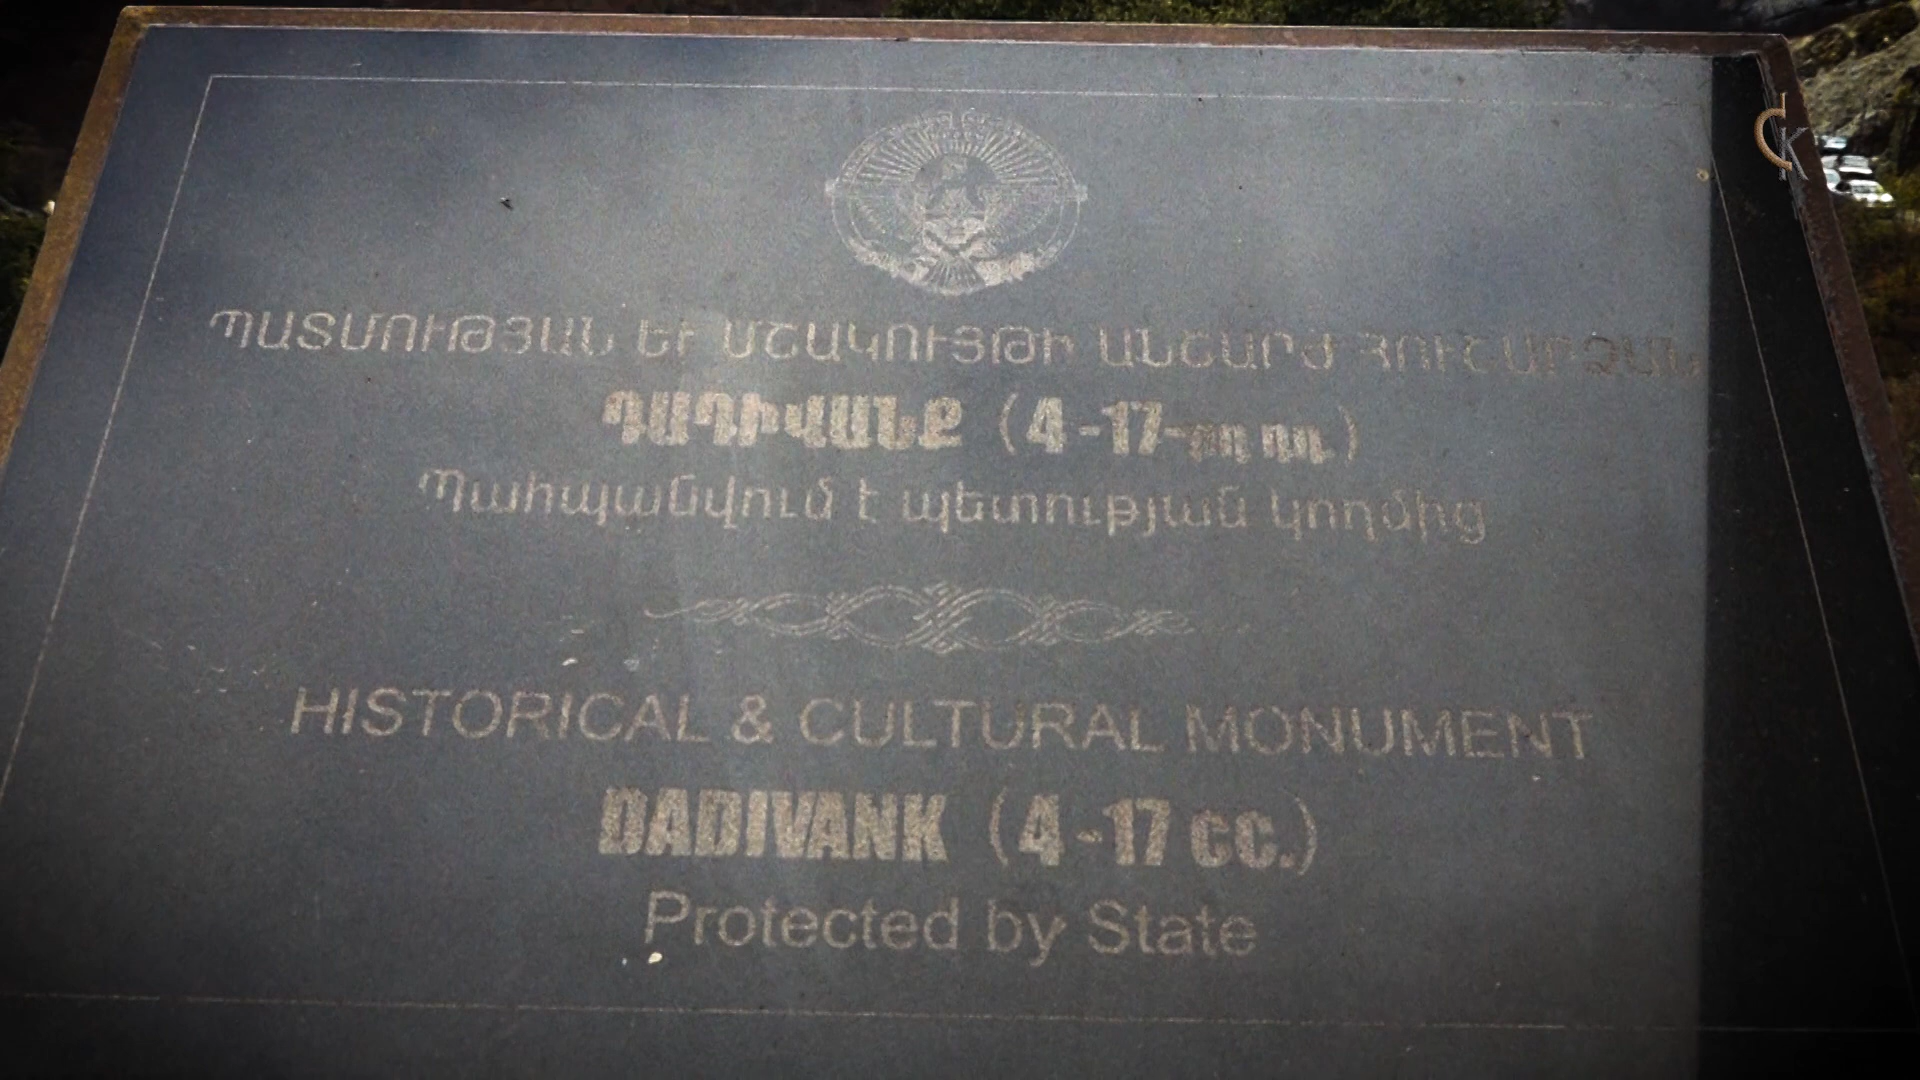 ՊԱՏՄՈՒԹՅԱՆ ԵՒ ՄՇԱԿՈՒՅԹԻ ԱՆՇԱՐԺ ՀՈՒՇԱՐՁԱՆ
ԴԱԴԻՎԱՆՔ (4-17-րդ դդ.)
Պահպանվում է պետության կողմից
HISTORICAL & CULTURAL MONUMENT
DADIVANK (4-17 CC.)
Protected by State